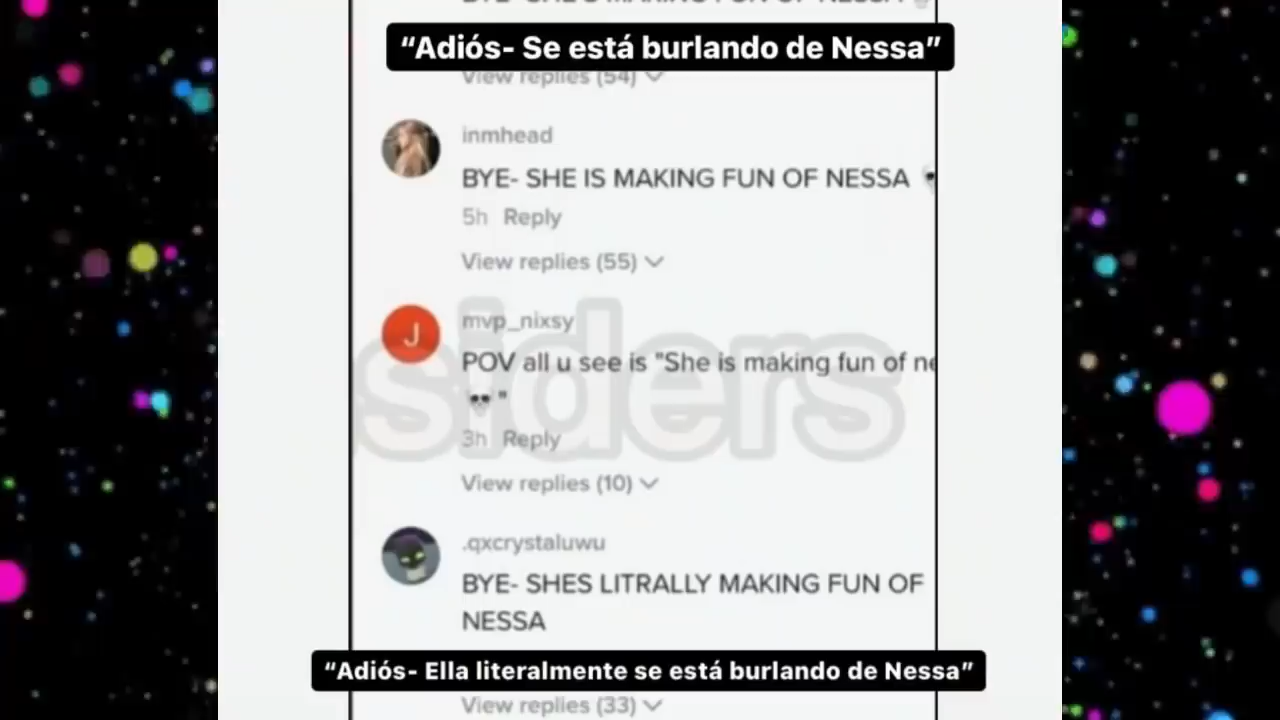 “Adiós- Se está burlando de Nessa”
View replies (54)
inmhead
BYE- SHE IS MAKING FUN OF NESSA
5h Reply
View replies (55)
mvp_nixsy
POV all u see is "She is making fun of ne
💀 "
3h Reply
View replies (10)
siders
.qxcrystaluwu
BYE- SHES LITRALLY MAKING FUN OF
NESSA
“Adiós- Ella literalmente se está burlando de Nessa”
View replies (33)